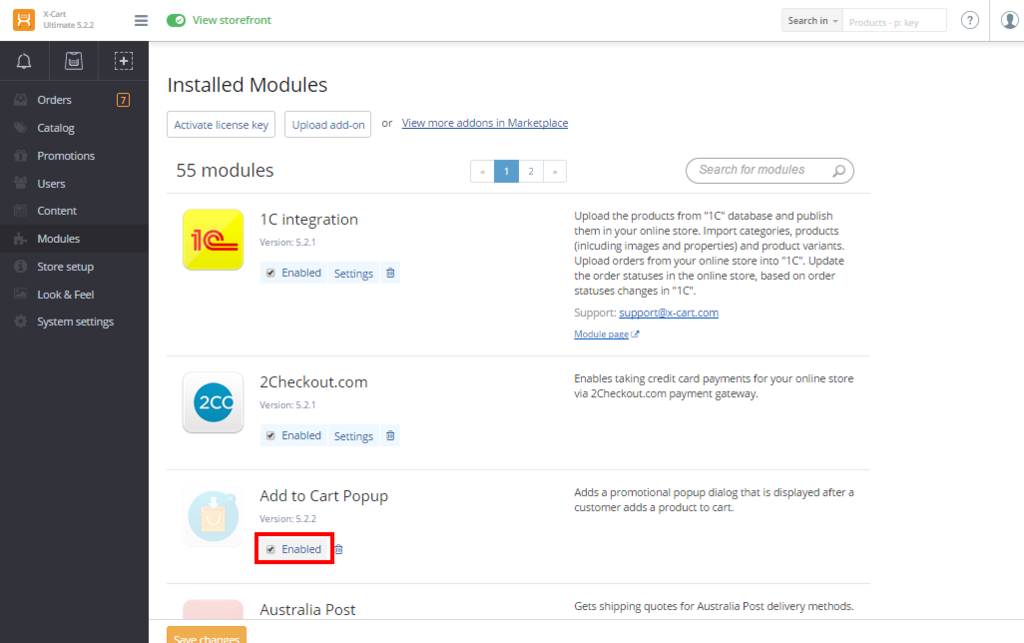 X-Cart
Ultimate 5.2.2
View storefront
Search in
Products - p: key
?
Orders
7
Catalog
Promotions
Users
Content
Modules
Store setup
Look & Feel
System settings
Installed Modules
Activate license key
Upload add-on
or
View more addons in Marketplace
55 modules
« 1 2 »
Search for modules
1C
1C integration
Version: 5.2.1
Enabled
Settings
Upload the products from "1C" database and publish
them in your online store. Import categories, products
(inlcuding images and properties) and product variants.
Upload orders from your online store into "1C". Update
the order statuses in the online store, based on order
statuses changes in "1C".
Support: support@x-cart.com
Module page
2CO
2Checkout.com
Version: 5.2.1
Enabled
Settings
Enables taking credit card payments for your online store
via 2Checkout.com payment gateway.
Add to Cart Popup
Version: 5.2.2
Enabled
Adds a promotional popup dialog that is displayed after a
customer adds a product to cart.
Australia Post
Gets shipping quotes for Australia Post delivery methods.
Save changes